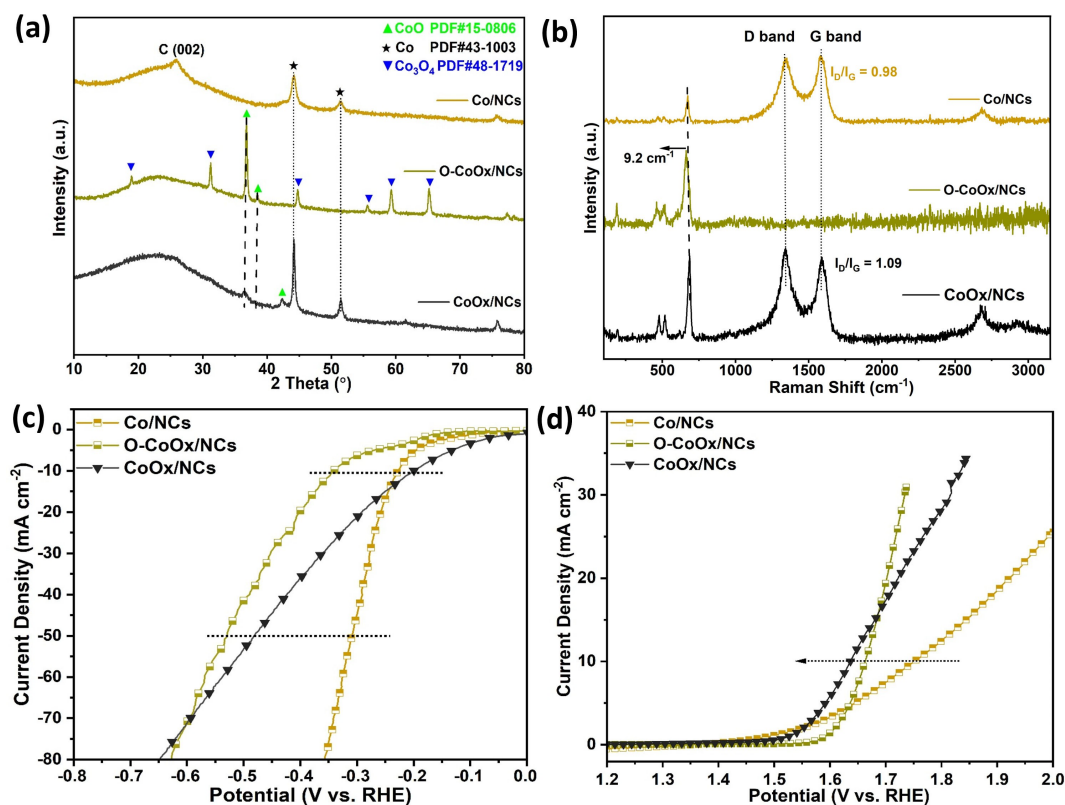 (a)
CoO PDF#15-0806
Co PDF#43-1003
Co₃O₄ PDF#48-1719
C (002)
Co/NCs
O-CoOx/NCs
CoOx/NCs
Intensity (a.u.)
10 20 30 40 50 60 70 80
2 Theta (°)
(b)
D band G band
I_D/I_G = 0.98
Co/NCs
9.2 cm⁻¹
O-CoOx/NCs
I_D/I_G = 1.09
CoOx/NCs
Intensity (a.u.)
500 1000 1500 2000 2500 3000
Raman Shift (cm⁻¹)
(c)
Co/NCs
O-CoOx/NCs
CoOx/NCs
Current Density (mA cm⁻²)
0
-10
-20
-30
-40
-50
-60
-70
-80
-0.8 -0.7 -0.6 -0.5 -0.4 -0.3 -0.2 -0.1 0.0
Potential (V vs. RHE)
(d)
Co/NCs
O-CoOx/NCs
CoOx/NCs
Current Density (mA cm⁻²)
40
30
20
10
0
1.2 1.3 1.4 1.5 1.6 1.7 1.8 1.9 2.0
Potential (V vs. RHE)